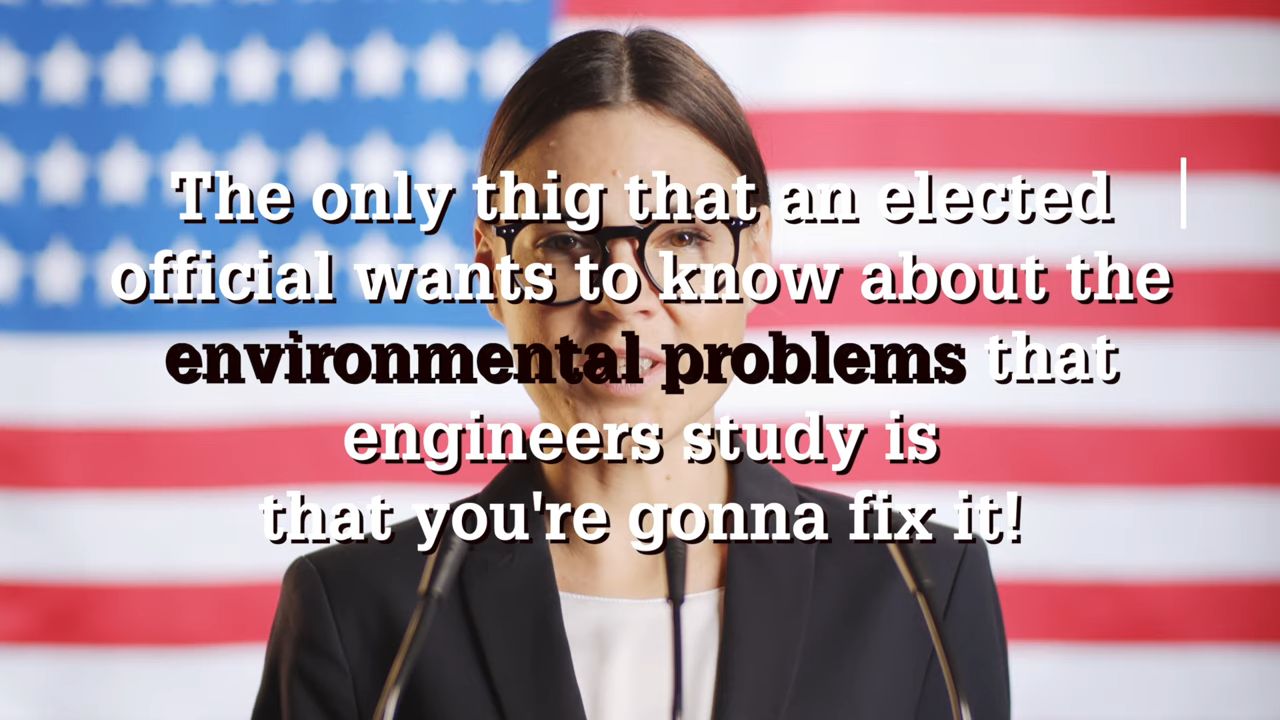 The only thig that an elected
official wants to know about the
environmental problems that
engineers study is
that you're gonna fix it!